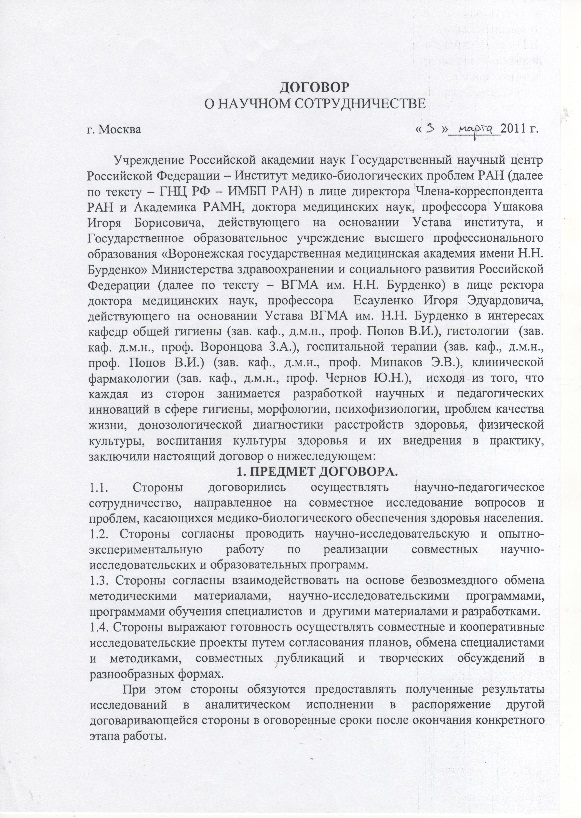 ДОГОВОР
О НАУЧНОМ СОТРУДНИЧЕСТВЕ
г. Москва « 3 » марта 2011 г.
Учреждение Российской академии наук Государственный научный центр
Российской Федерации – Институт медико-биологических проблем РАН (далее
по тексту – ГНЦ РФ – ИМБП РАН) в лице директора Члена-корреспондента
РАН и Академика РАМН, доктора медицинских наук, профессора Ушакова
Игоря Борисовича, действующего на основании Устава института, и
Государственное образовательное учреждение высшего профессионального
образования «Воронежская государственная медицинская академия имени Н.Н.
Бурденко» Министерства здравоохранении и социального развития Российской
Федерации (далее по тексту – ВГМА им. Н.Н. Бурденко) в лице ректора
доктора медицинских наук, профессора Есауленко Игоря Эдуардовича,
действующего на основании Устава ВГМА им. Н.Н. Бурденко в интересах
кафедр общей гигиены (зав. каф., д.м.н., проф. Попов В.И.), гистологии (зав.
каф. д.м.н., проф. Воронцова З.А.), госпитальной терапии (зав. каф., д.м.н.,
проф. Попов В.И.) (зав. каф., д.м.н., проф. Минаков Э.В.), клинической
фармакологии (зав. каф., д.м.н., проф. Чернов Ю.Н.), исходя из того, что
каждая из сторон занимается разработкой научных и педагогических
инноваций в сфере гигиены, морфологии, психофизиологии, проблем качества
жизни, донозологической диагностики расстройств здоровья, физической
культуры, воспитания культуры здоровья и их внедрения в практику,
заключили настоящий договор о нижеследующем:
1. ПРЕДМЕТ ДОГОВОРА.
1.1. Стороны договорились осуществлять научно-педагогическое
сотрудничество, направленное на совместное исследование вопросов и
проблем, касающихся медико-биологического обеспечения здоровья населения.
1.2. Стороны согласны проводить научно-исследовательскую и опытно-
экспериментальную работу по реализации совместных научно-
исследовательских и образовательных программ.
1.3. Стороны согласны взаимодействовать на основе безвозмездного обмена
методическими материалами, научно-исследовательскими программами,
программами обучения специалистов и другими материалами и разработками.
1.4. Стороны выражают готовность осуществлять совместные и кооперативные
исследовательские проекты путем согласования планов, обмена специалистами
и методиками, совместных публикаций и творческих обсуждений в
разнообразных формах.
При этом стороны обязуются предоставлять полученные результаты
исследований в аналитическом исполнении в распоряжение другой
договаривающейся стороны в оговоренные сроки после окончания конкретного
этапа работы.